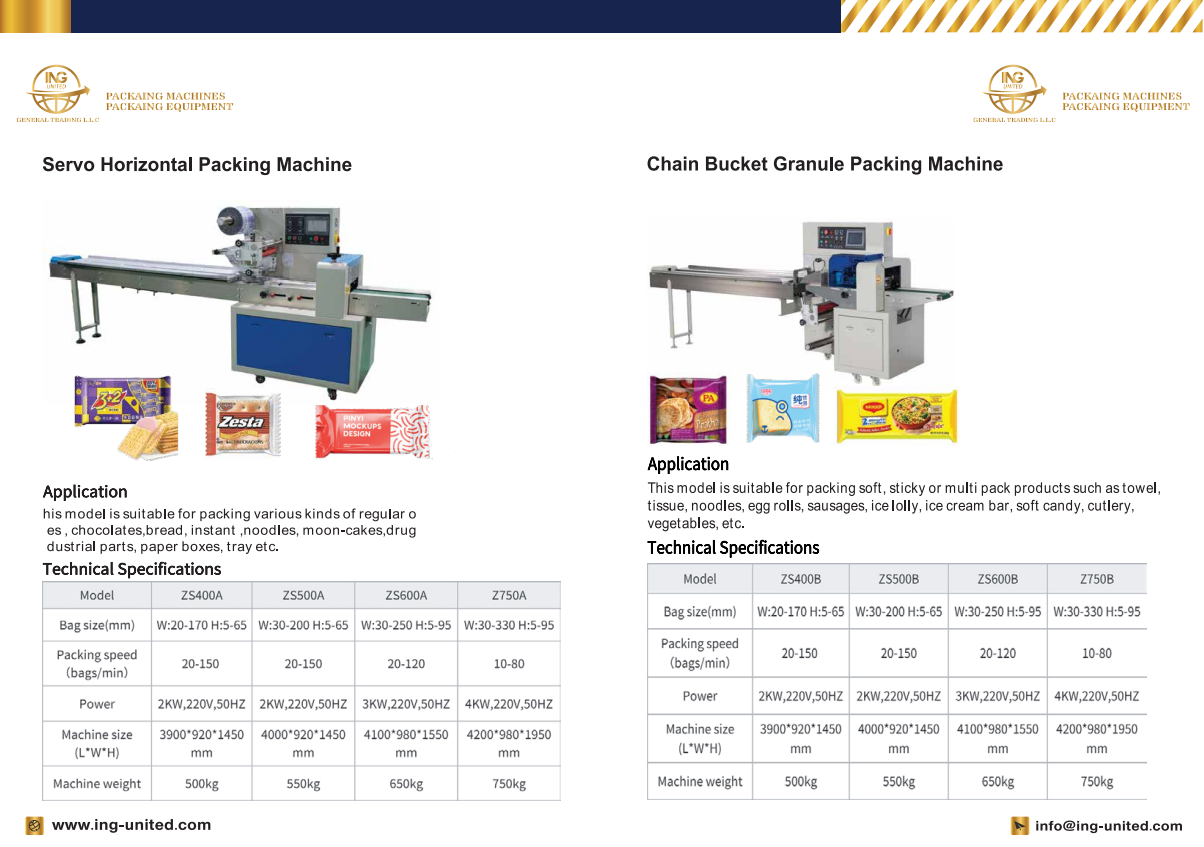 ING
UNITED
GENERAL TRADING L.L.C
PACKAING MACHINES
PACKAING EQUIPMENT
ING
UNITED
GENERAL TRADING L.L.C
PACKAING MACHINES
PACKAING EQUIPMENT
Servo Horizontal Packing Machine
3+2
Zesta
PINYI
MOCKUPS
DESIGN
Application
his model is suitable for packing various kinds of regular o
es , chocolates,bread, instant ,noodles, moon-cakes,drug
dustrial parts, paper boxes, tray etc.
Technical Specifications
Model ZS400A ZS500A ZS600A Z750A
Bag size(mm) W:20-170 H:5-65 W:30-200 H:5-65 W:30-250 H:5-95 W:30-330 H:5-95
Packing speed
（bags/min） 20-150 20-150 20-120 10-80
Power 2KW,220V,50HZ 2KW,220V,50HZ 3KW,220V,50HZ 4KW,220V,50HZ
Machine size 3900*920*1450 4000*920*1450 4100*980*1550 4200*980*1950
(L*W*H) mm mm mm mm
Machine weight 500kg 550kg 650kg 750kg
www.ing-united.com
Chain Bucket Granule Packing Machine
PA
Paratha
纯
MAGGI
Application
This model is suitable for packing soft, sticky or multi pack products such as towel,
tissue, noodles, egg rolls, sausages, ice lolly, ice cream bar, soft candy, cutlery,
vegetables, etc.
Technical Specifications
Model ZS400B ZS500B ZS600B Z750B
Bag size(mm) W:20-170 H:5-65 W:30-200 H:5-65 W:30-250 H:5-95 W:30-330 H:5-95
Packing speed
（bags/min） 20-150 20-150 20-120 10-80
Power 2KW,220V,50HZ 2KW,220V,50HZ 3KW,220V,50HZ 4KW,220V,50HZ
Machine size 3900*920*1450 4000*920*1450 4100*980*1550 4200*980*1950
(L*W*H) mm mm mm mm
Machine weight 500kg 550kg 650kg 750kg
info@ing-united.com